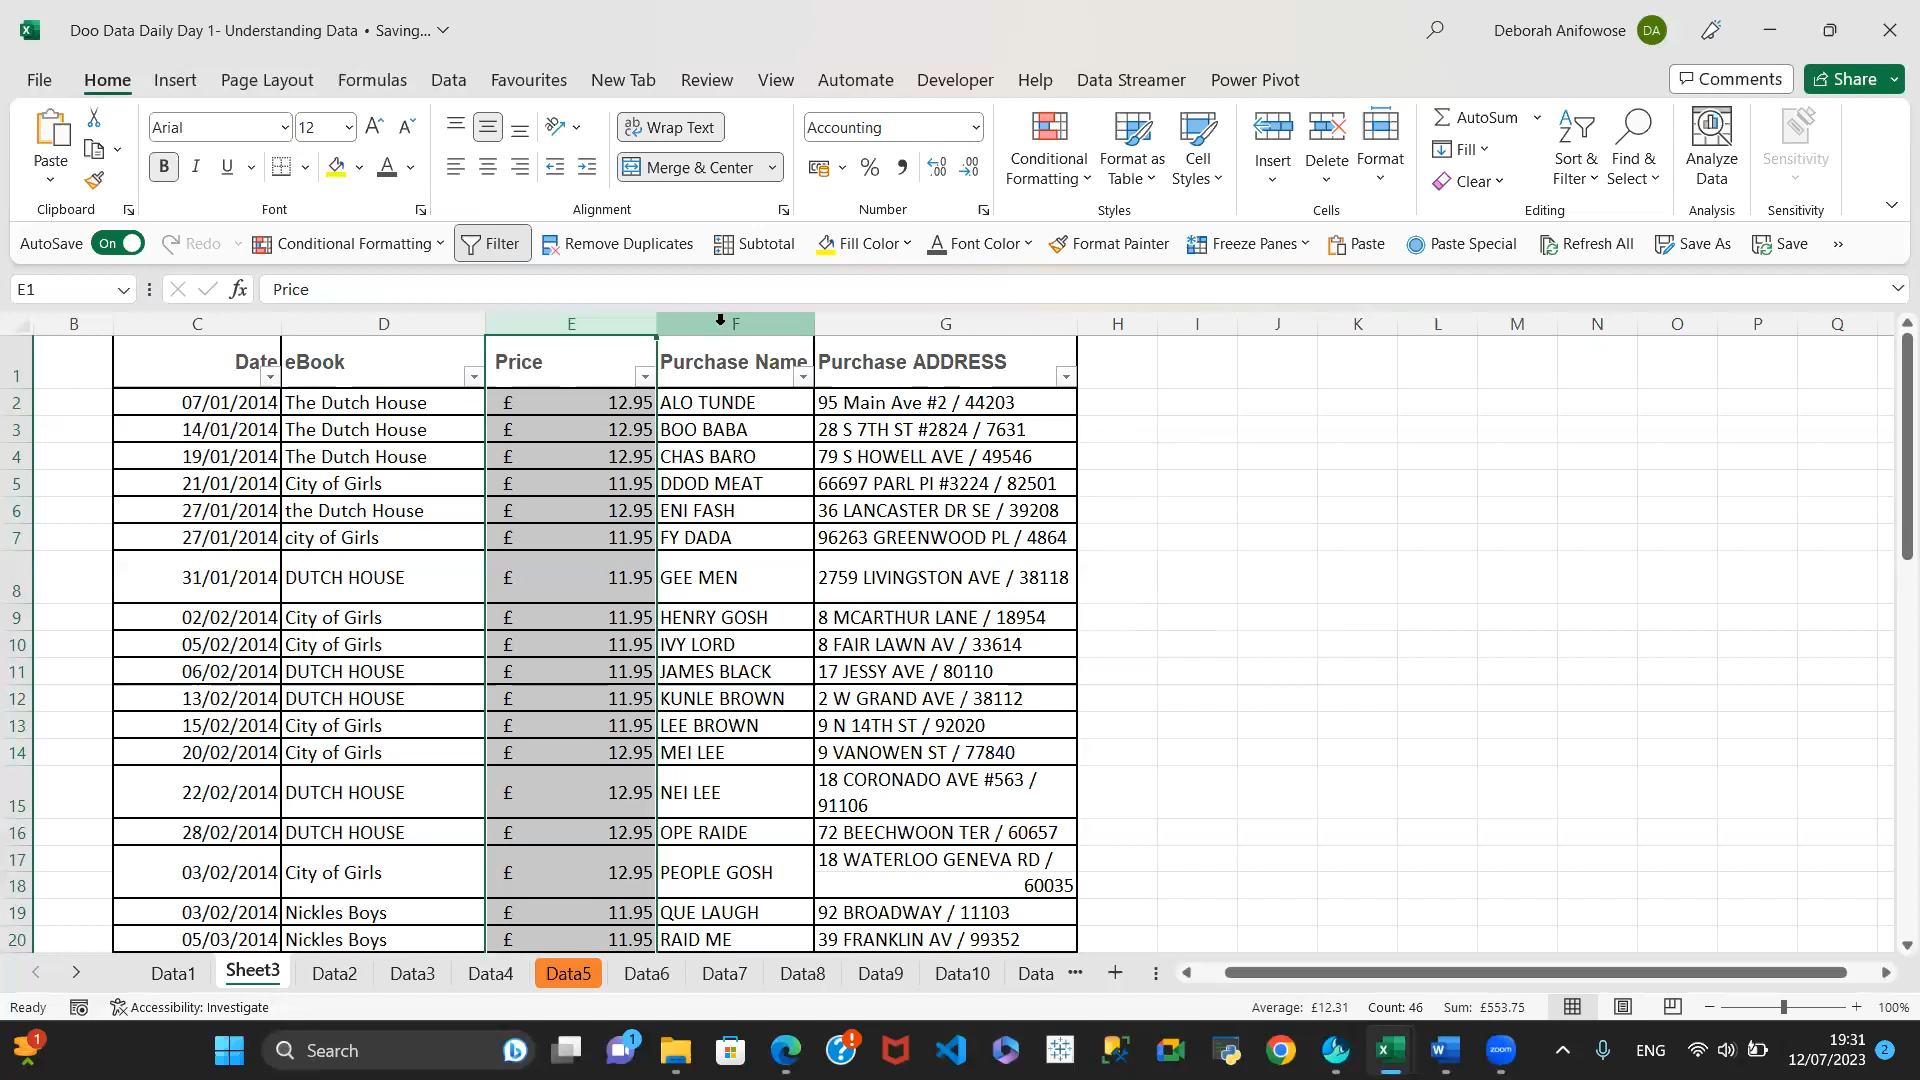 Doo Data Daily Day 1- Understanding Data • Saving...
Deborah Anifowose
DA
File Home Insert Page Layout Formulas Data Favourites New Tab Review View Automate Developer Help Data Streamer Power Pivot
Comments
Share
Paste
Clipboard
Arial
12
B I U
A
Font
Wrap Text
Merge & Center
Alignment
Accounting
%
Number
Conditional Formatting
Format as Table
Cell Styles
Styles
Insert
Delete
Format
Cells
AutoSum
Fill
Clear
Sort & Filter
Find & Select
Editing
Analyze Data
Analysis
Sensitivity
Sensitivity
AutoSave On Redo Conditional Formatting Filter Remove Duplicates Subtotal Fill Color Font Color Format Painter Freeze Panes Paste Paste Special Refresh All Save As Save
E1 fx Price
B C D E F G H I J K L M N O P Q
1 Date eBook Price Purchase Name Purchase ADDRESS
2 07/01/2014 The Dutch House £ 12.95 ALO TUNDE 95 Main Ave #2 / 44203
3 14/01/2014 The Dutch House £ 12.95 BOO BABA 28 S 7TH ST #2824 / 7631
4 19/01/2014 The Dutch House £ 12.95 CHAS BARO 79 S HOWELL AVE / 49546
5 21/01/2014 City of Girls £ 11.95 DDOD MEAT 66697 PARL PI #3224 / 82501
6 27/01/2014 the Dutch House £ 12.95 ENI FASH 36 LANCASTER DR SE / 39208
7 27/01/2014 city of Girls £ 11.95 FY DADA 96263 GREENWOOD PL / 4864
8 31/01/2014 DUTCH HOUSE £ 11.95 GEE MEN 2759 LIVINGSTON AVE / 38118
9 02/02/2014 City of Girls £ 11.95 HENRY GOSH 8 MCARTHUR LANE / 18954
10 05/02/2014 City of Girls £ 11.95 IVY LORD 8 FAIR LAWN AV / 33614
11 06/02/2014 DUTCH HOUSE £ 11.95 JAMES BLACK 17 JESSY AVE / 80110
12 13/02/2014 DUTCH HOUSE £ 11.95 KUNLE BROWN 2 W GRAND AVE / 38112
13 15/02/2014 City of Girls £ 11.95 LEE BROWN 9 N 14TH ST / 92020
14 20/02/2014 City of Girls £ 12.95 MEI LEE 9 VANOWEN ST / 77840
15 22/02/2014 DUTCH HOUSE £ 12.95 NEI LEE 18 CORONADO AVE #563 /
91106
16 28/02/2014 DUTCH HOUSE £ 12.95 OPE RAIDE 72 BEECHWOON TER / 60657
17 03/02/2014 City of Girls £ 12.95 PEOPLE GOSH 18 WATERLOO GENEVA RD /
18 60035
19 03/02/2014 Nickles Boys £ 11.95 QUE LAUGH 92 BROADWAY / 11103
20 05/03/2014 Nickles Boys £ 11.95 RAID ME 39 FRANKLIN AV / 99352
Data1 Sheet3 Data2 Data3 Data4 Data5 Data6 Data7 Data8 Data9 Data10 Data ...
Ready Accessibility: Investigate Average: £12.31 Count: 46 Sum: £553.75 100%
1 Search 1 zoom ENG 19:31
12/07/2023 2